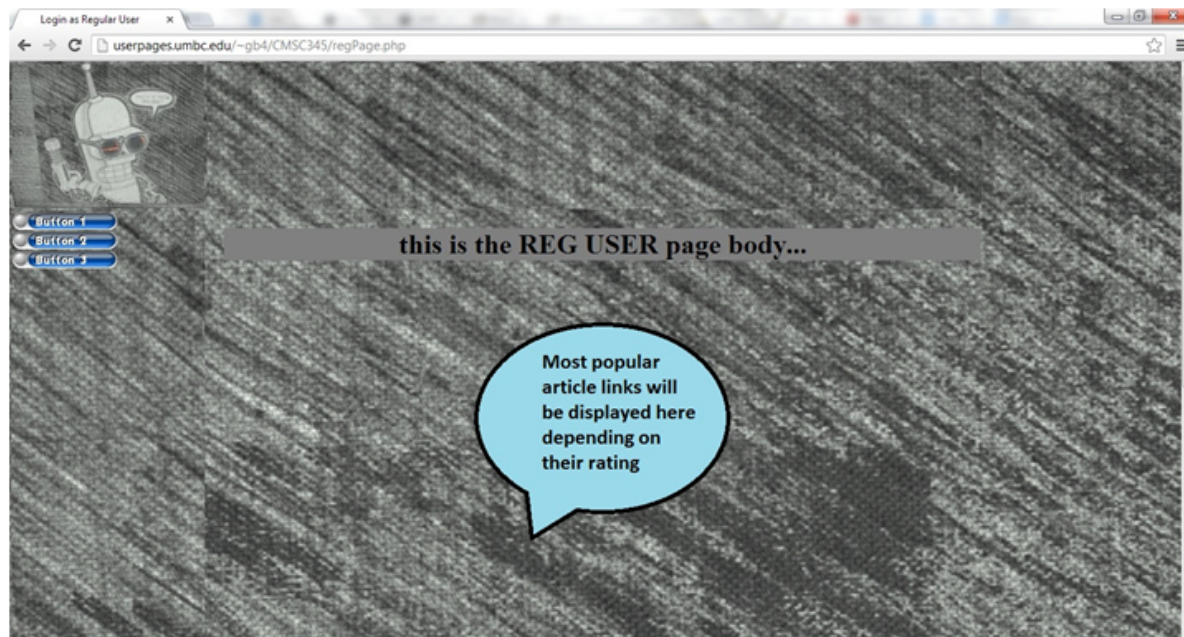 Login as Regular User
userpages.umbc.edu/~gb4/CMSC345/regPage.php
Button 1
Button 2
Button 3
this is the REG USER page body...
Most popular
article links will
be displayed here
depending on
their rating